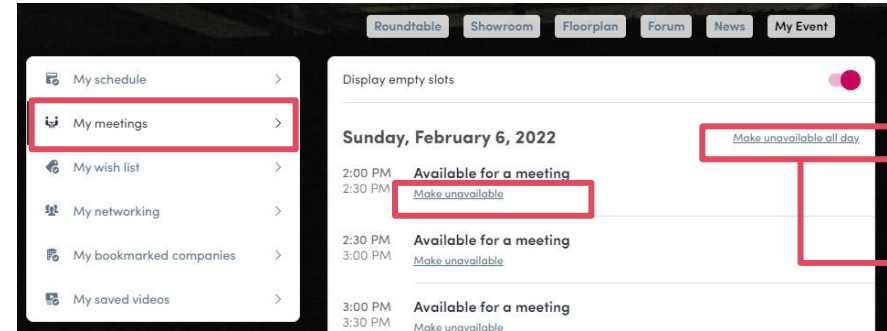 Roundtable Showroom Floorplan Forum News My Event
My schedule
My meetings
My wish list
My networking
My bookmarked companies
My saved videos
Display empty slots
Sunday, February 6, 2022 Make unavailable all day
2:00 PM Available for a meeting
2:30 PM Make unavailable
2:30 PM Available for a meeting
3:00 PM Make unavailable
3:00 PM Available for a meeting
3:30 PM Make unavailable